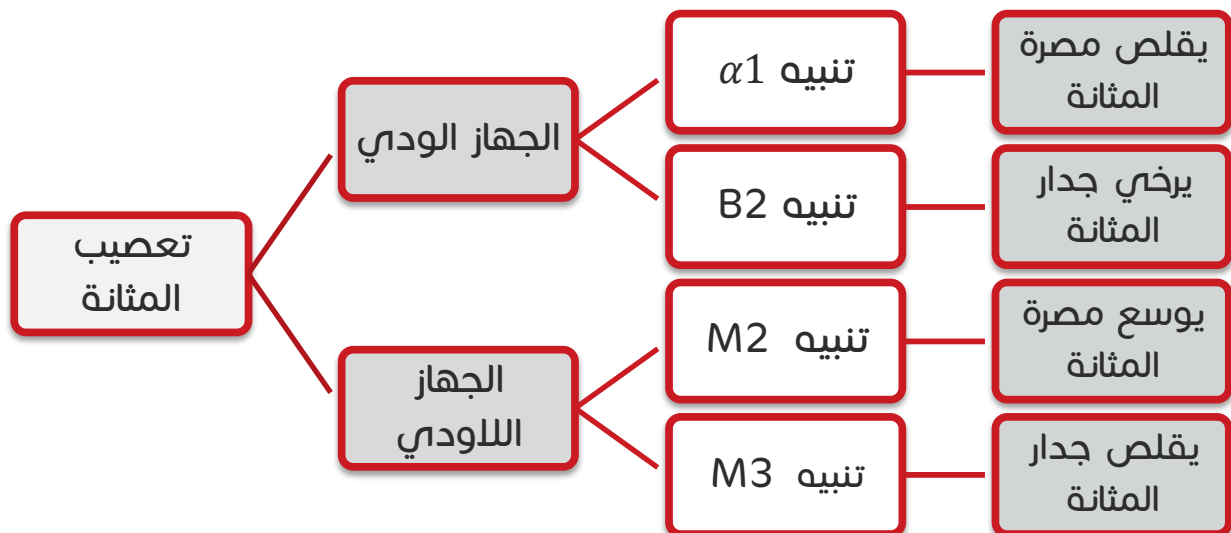 تعصيب
المثانة
الجهاز الودي
تنبيه α1
يقلص مصرة
المثانة
تنبيه B2
يرخي جدار
المثانة
الجهاز
اللاودي
تنبيه M2
يوسع مصرة
المثانة
تنبيه M3
يقلص جدار
المثانة